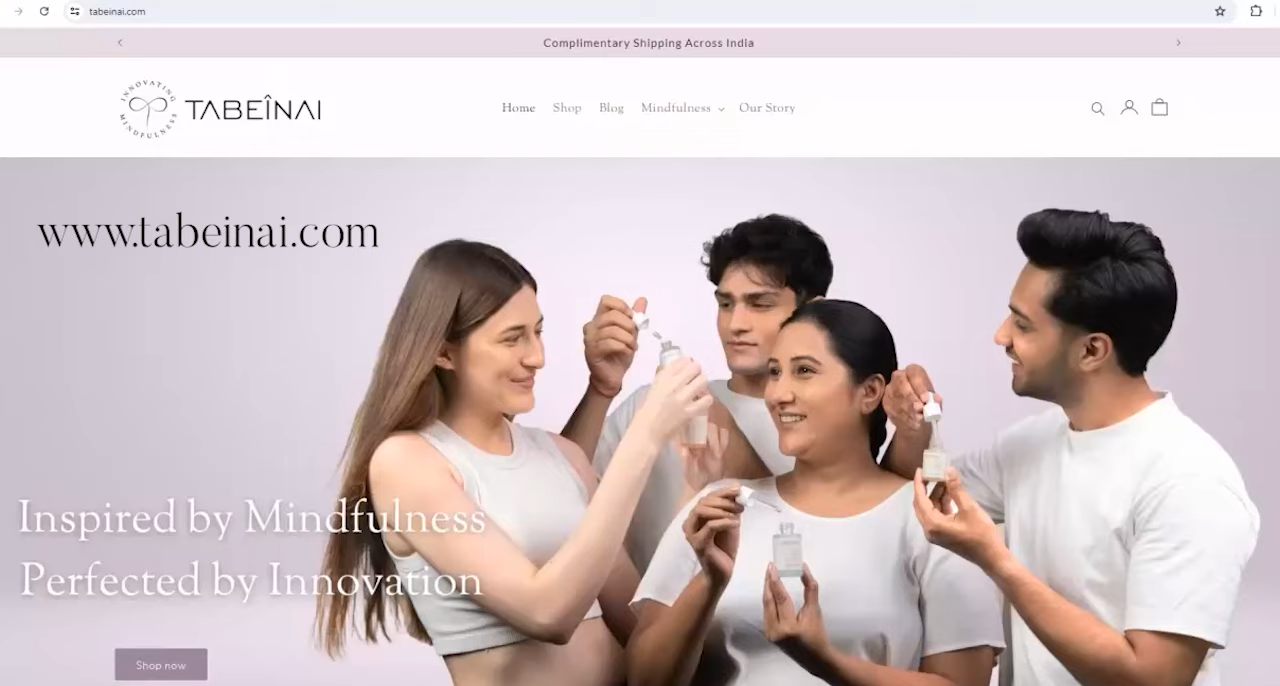 tabeinai.com
Complimentary Shipping Across India
INNOVATING MINDFULNESS
TABEÎNAI
Home Shop Blog Mindfulness Our Story
www.tabeinai.com
Inspired by Mindfulness
Perfected by Innovation
Shop now